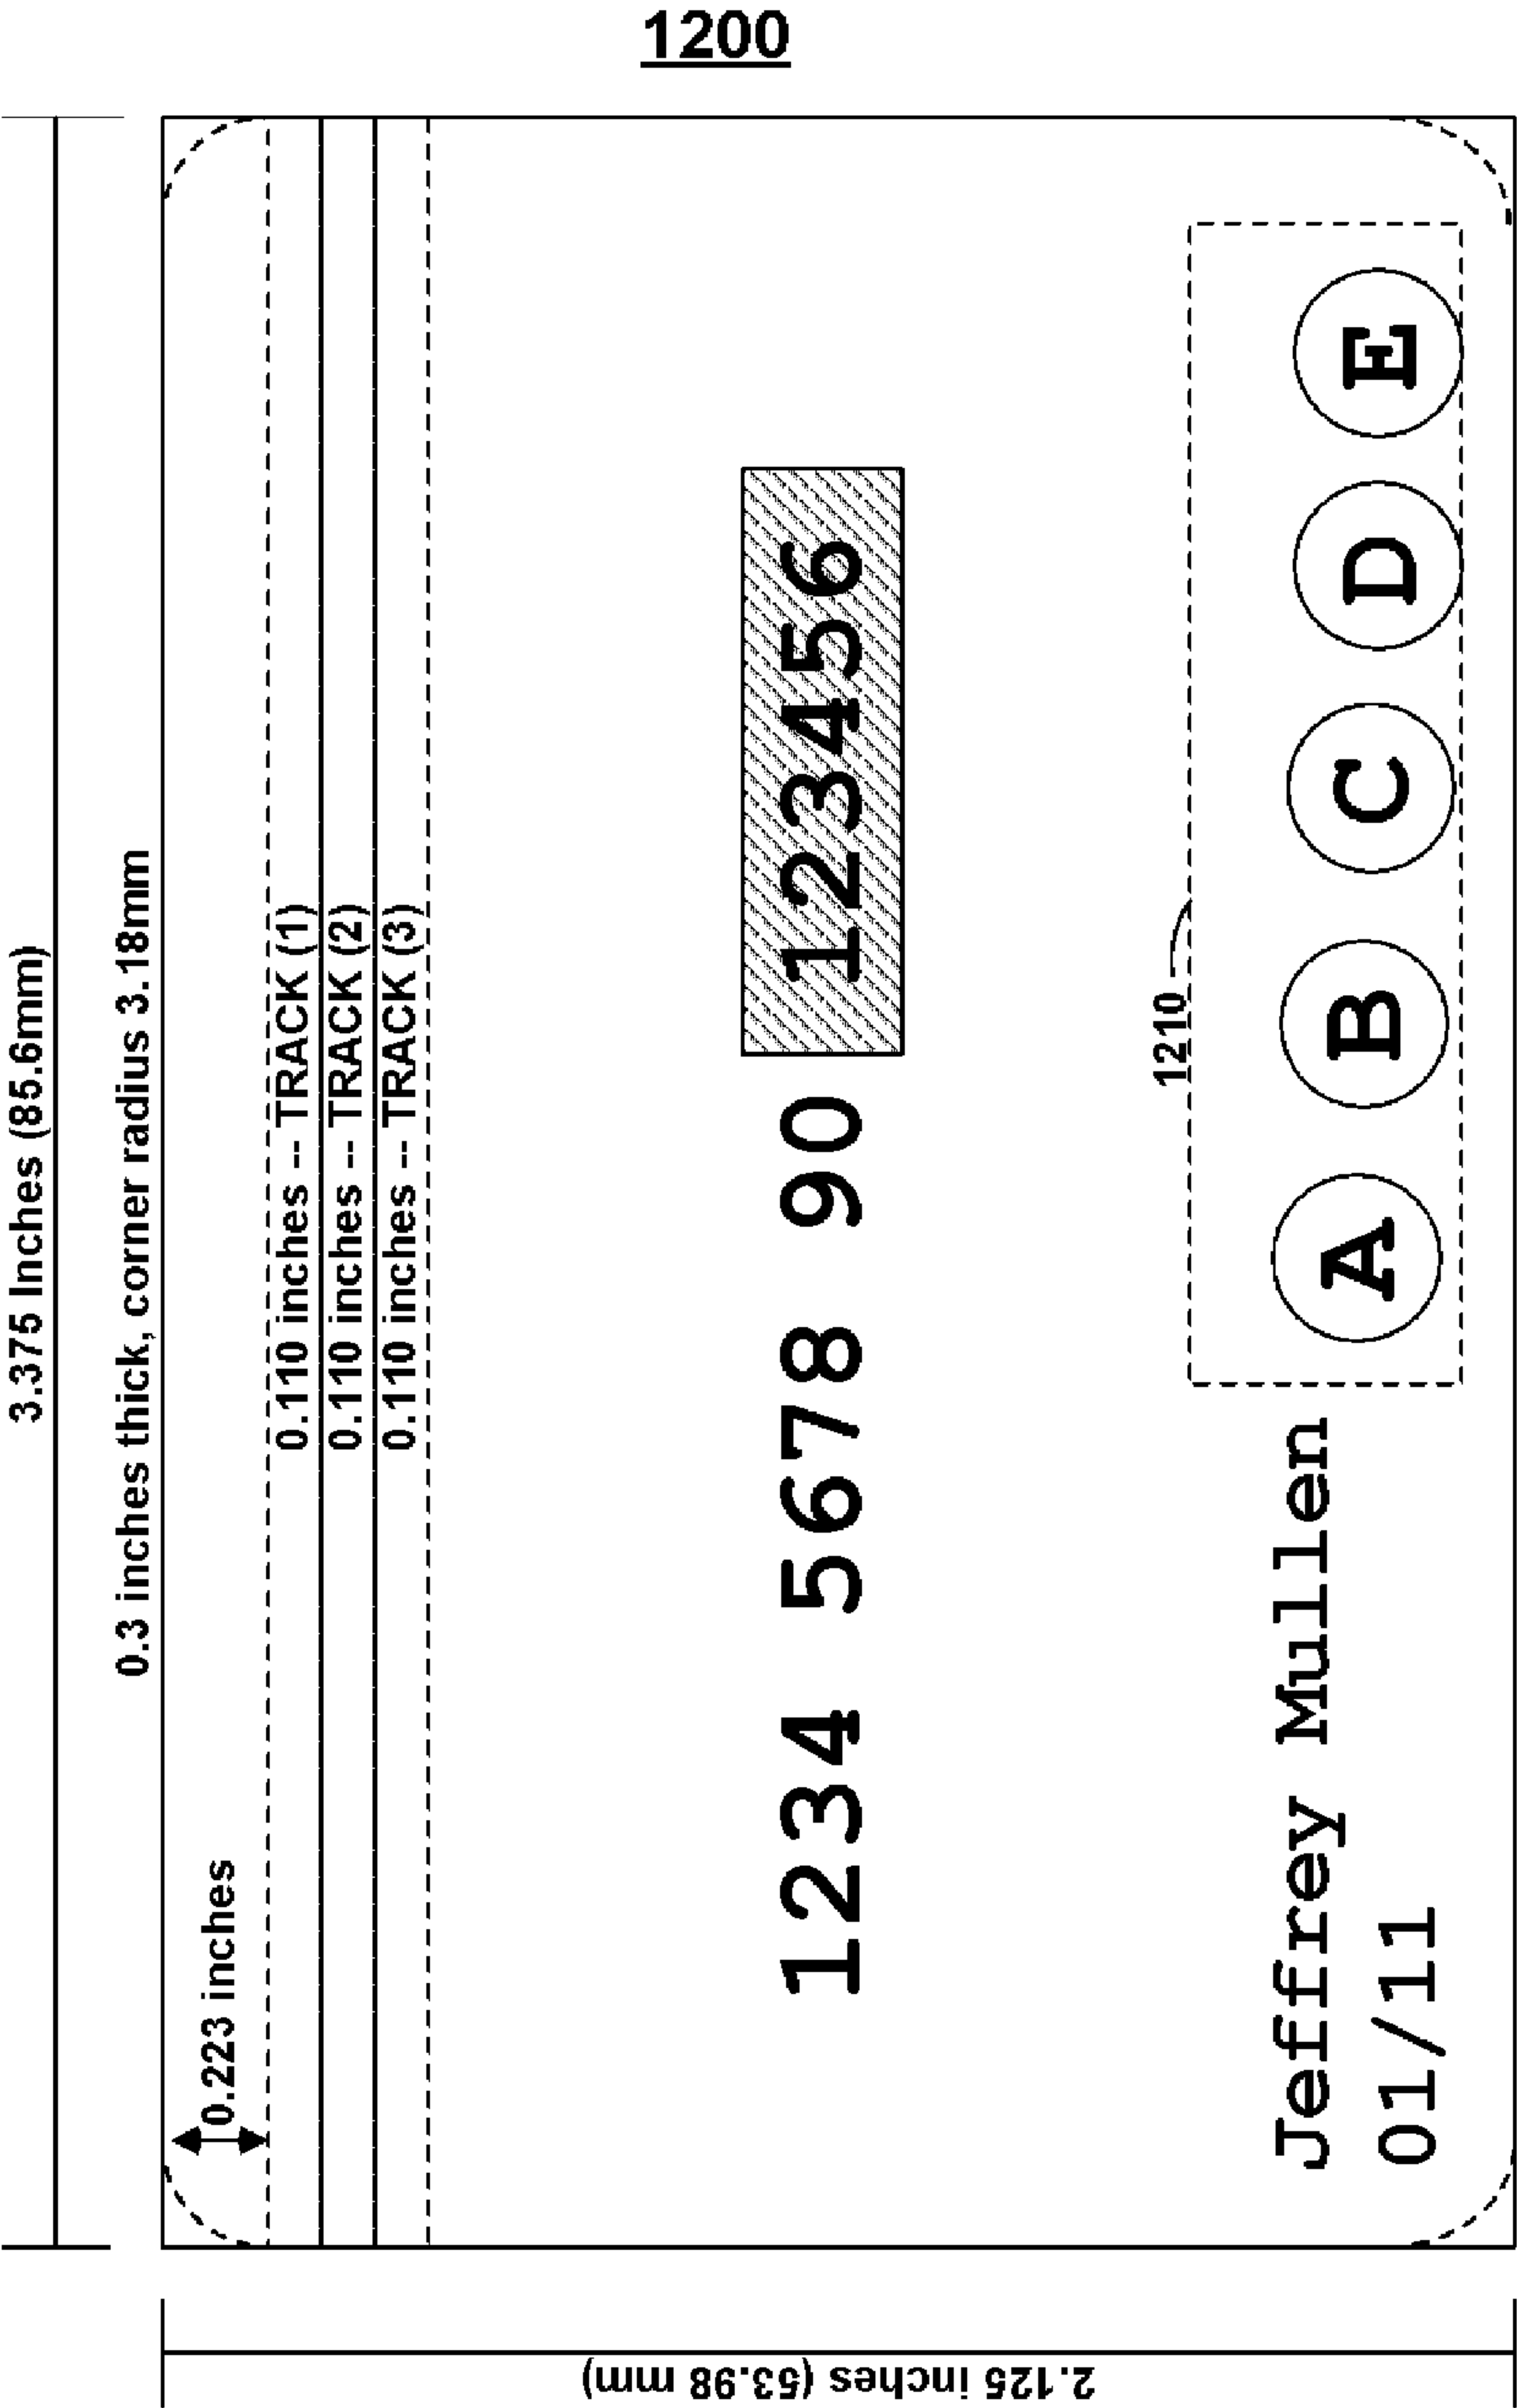 1200
3.375 Inches (85.6mm)
0.3 inches thick, corner radius 3.18mm
0.223 inches
0.110 inches -- TRACK (1)
0.110 inches -- TRACK (2)
0.110 inches -- TRACK (3)
1234 5678 90 123456
1210
A B C D E
Jeffrey Mullen
01/11
2.125 inches (53.98 mm)